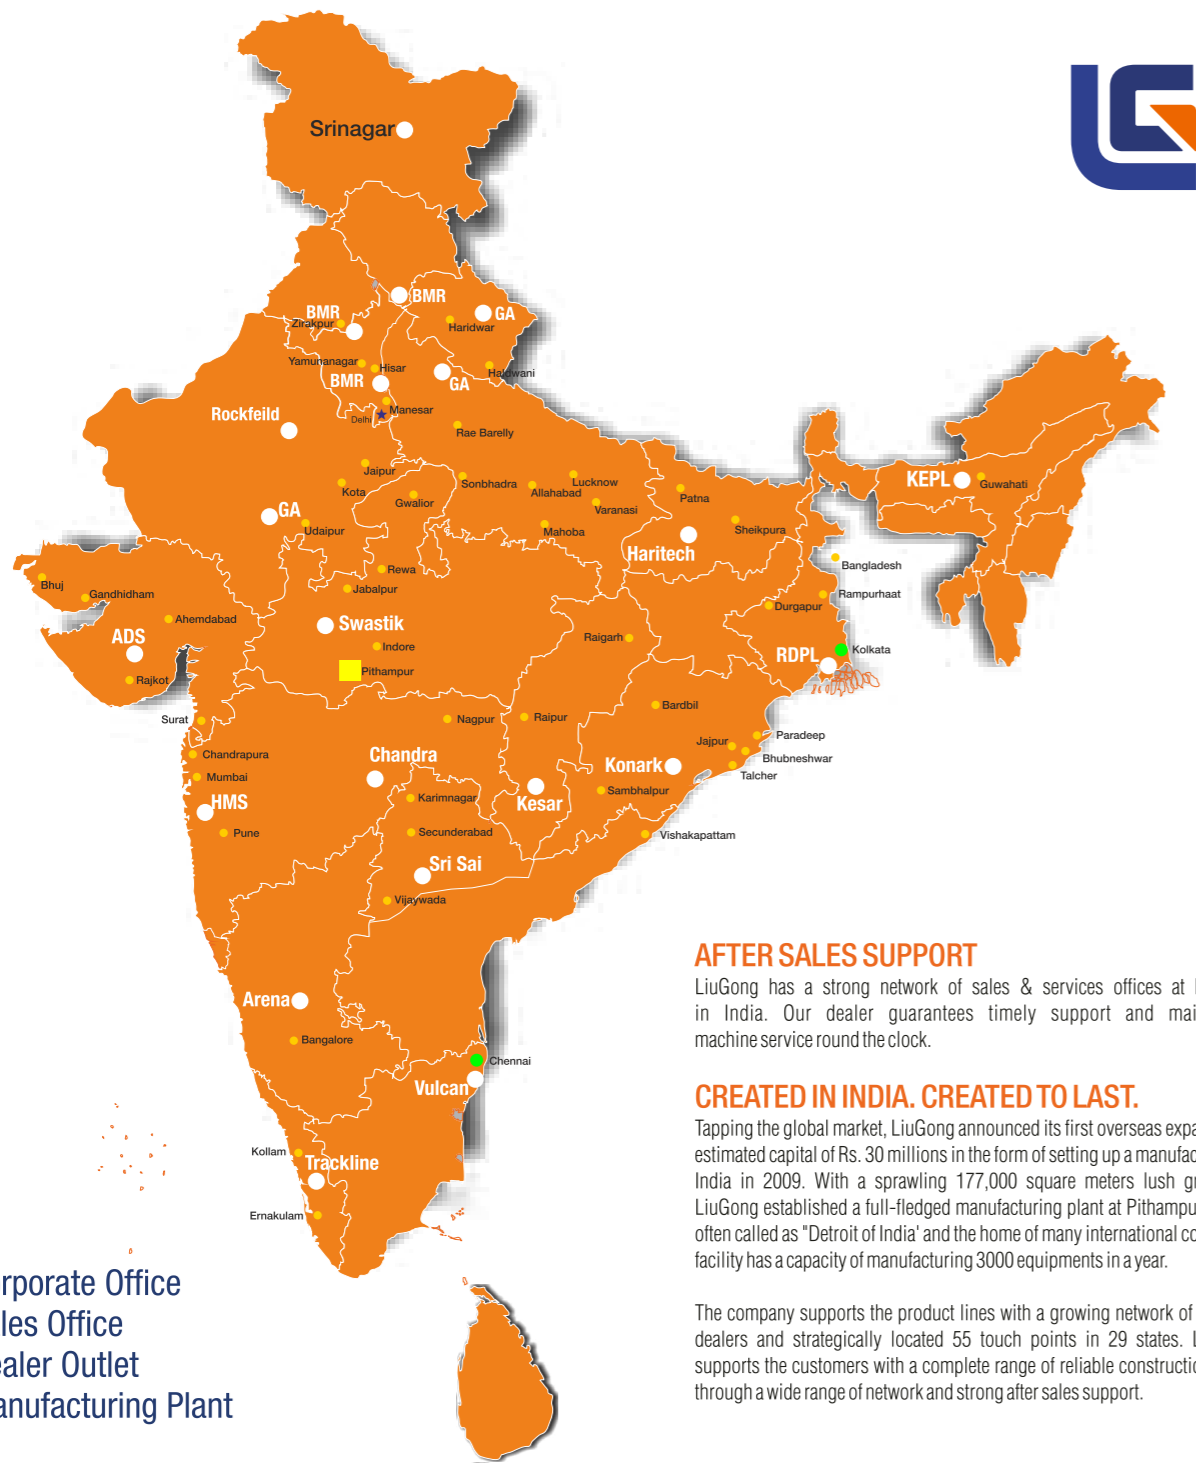 Srinagar
BMR
BMR
GA
Zirakpur
Haridwar
Yamunanagar
Hisar
Haldwani
BMR
GA
Manesar
Rockfeild
Delhi
Rae Barelly
Jaipur
Kota
Gwalior
Sonbhadra
Allahabad
Lucknow
Varanasi
Patna
KEPL
Guwahati
GA
Udaipur
Mahoba
Sheikpura
Haritech
Bangladesh
Rewa
Jabalpur
Bhuj
Gandhidham
Rampurhaat
Durgapur
Ahemdabad
Swastik
ADS
Indore
Raigarh
Kolkata
RDPL
Pithampur
Rajkot
Surat
Nagpur
Raipur
Bardbil
Paradeep
Jajpur
Bhubneshwar
Chandrapura
Chandra
Konark
Talcher
Mumbai
Karimnagar
Kesar
Sambhalpur
HMS
Pune
Secunderabad
Vishakapattam
Sri Sai
Vijaywada
Arena
Bangalore
Chennai
Vulcan
Kollam
Trackline
Ernakulam
AFTER SALES SUPPORT
LiuGong has a strong network of sales & services offices at
in India. Our dealer guarantees timely support and
machine service round the clock.
CREATED IN INDIA. CREATED TO LAST.
Tapping the global market, LiuGong announced its first overseas
estimated capital of Rs. 30 millions in the form of setting up a
India in 2009. With a sprawling 177,000 square meters lush
LiuGong established a full-fledged manufacturing plant at
often called as "Detroit of India' and the home of many international
facility has a capacity of manufacturing 3000 equipments in a year.
The company supports the product lines with a growing network of
dealers and strategically located 55 touch points in 29 states.
supports the customers with a complete range of reliable
through a wide range of network and strong after sales support.
rporate Office
les Office
ealer Outlet
anufacturing Plant